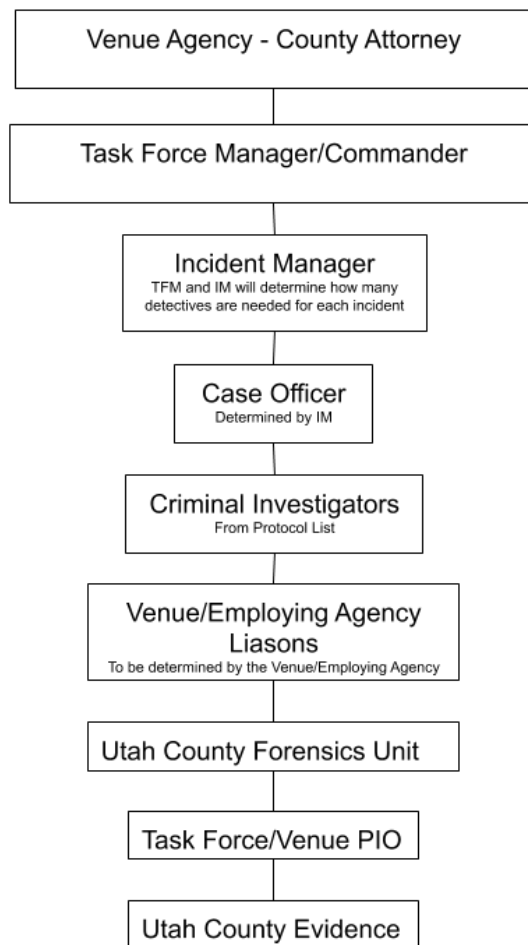 Venue Agency - County Attorney
Task Force Manager/Commander
Incident Manager
TFM and IM will determine how many
detectives are needed for each incident
Case Officer
Determined by IM
Criminal Investigators
From Protocol List
Venue/Employing Agency
Liasons
To be determined by the Venue/Employing Agency
Utah County Forensics Unit
Task Force/Venue PIO
Utah County Evidence